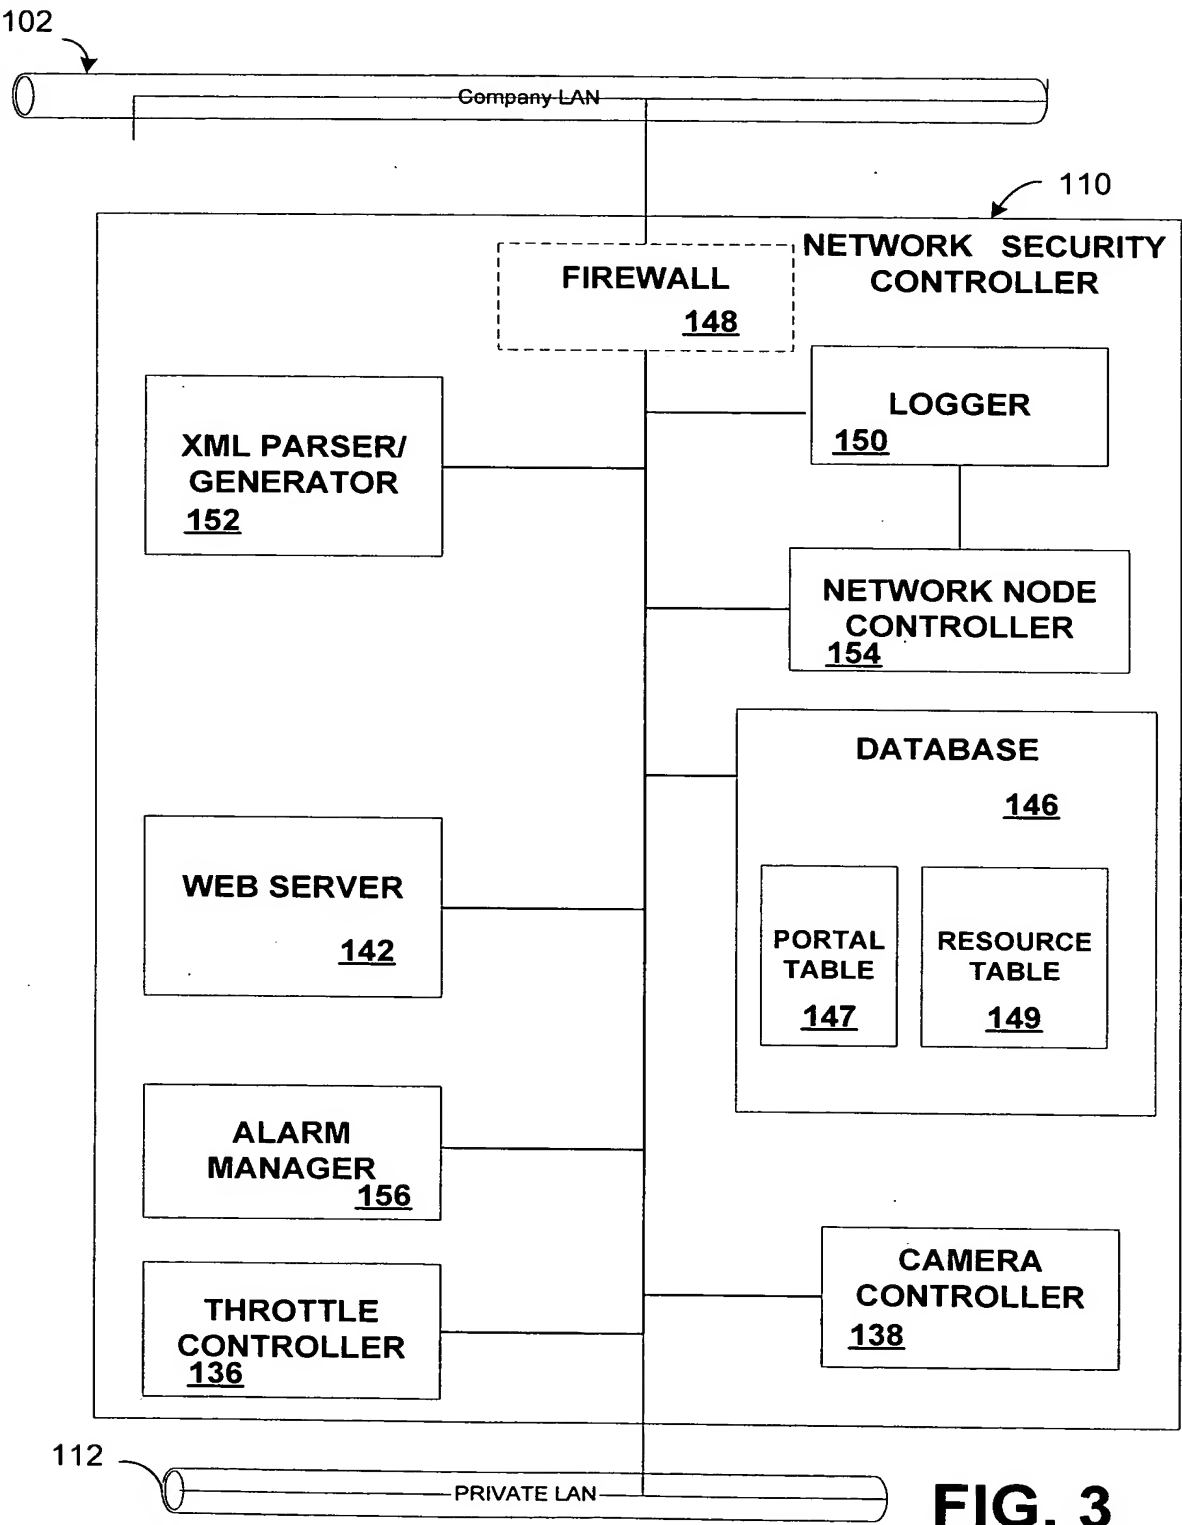 102
Company LAN
110
NETWORK SECURITY
CONTROLLER
FIREWALL
148
LOGGER
150
XML PARSER/
GENERATOR
152
NETWORK NODE
CONTROLLER
154
DATABASE
146
WEB SERVER
142
PORTAL
TABLE
147
RESOURCE
TABLE
149
ALARM
MANAGER
156
CAMERA
CONTROLLER
138
THROTTLE
CONTROLLER
136
112
PRIVATE LAN
FIG. 3